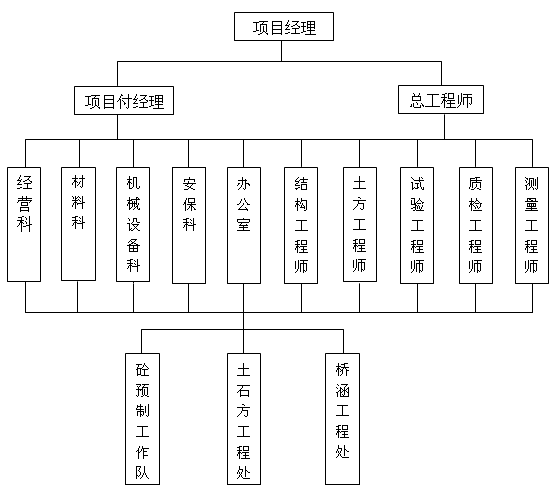 项目经理
项目付经理
总工程师
经营科
材料科
机械设备科
安保科
办公室
结构工程师
土方工程师
试验工程师
质检工程师
测量工程师
砼预制工作队
土石方工程处
桥涵工程处